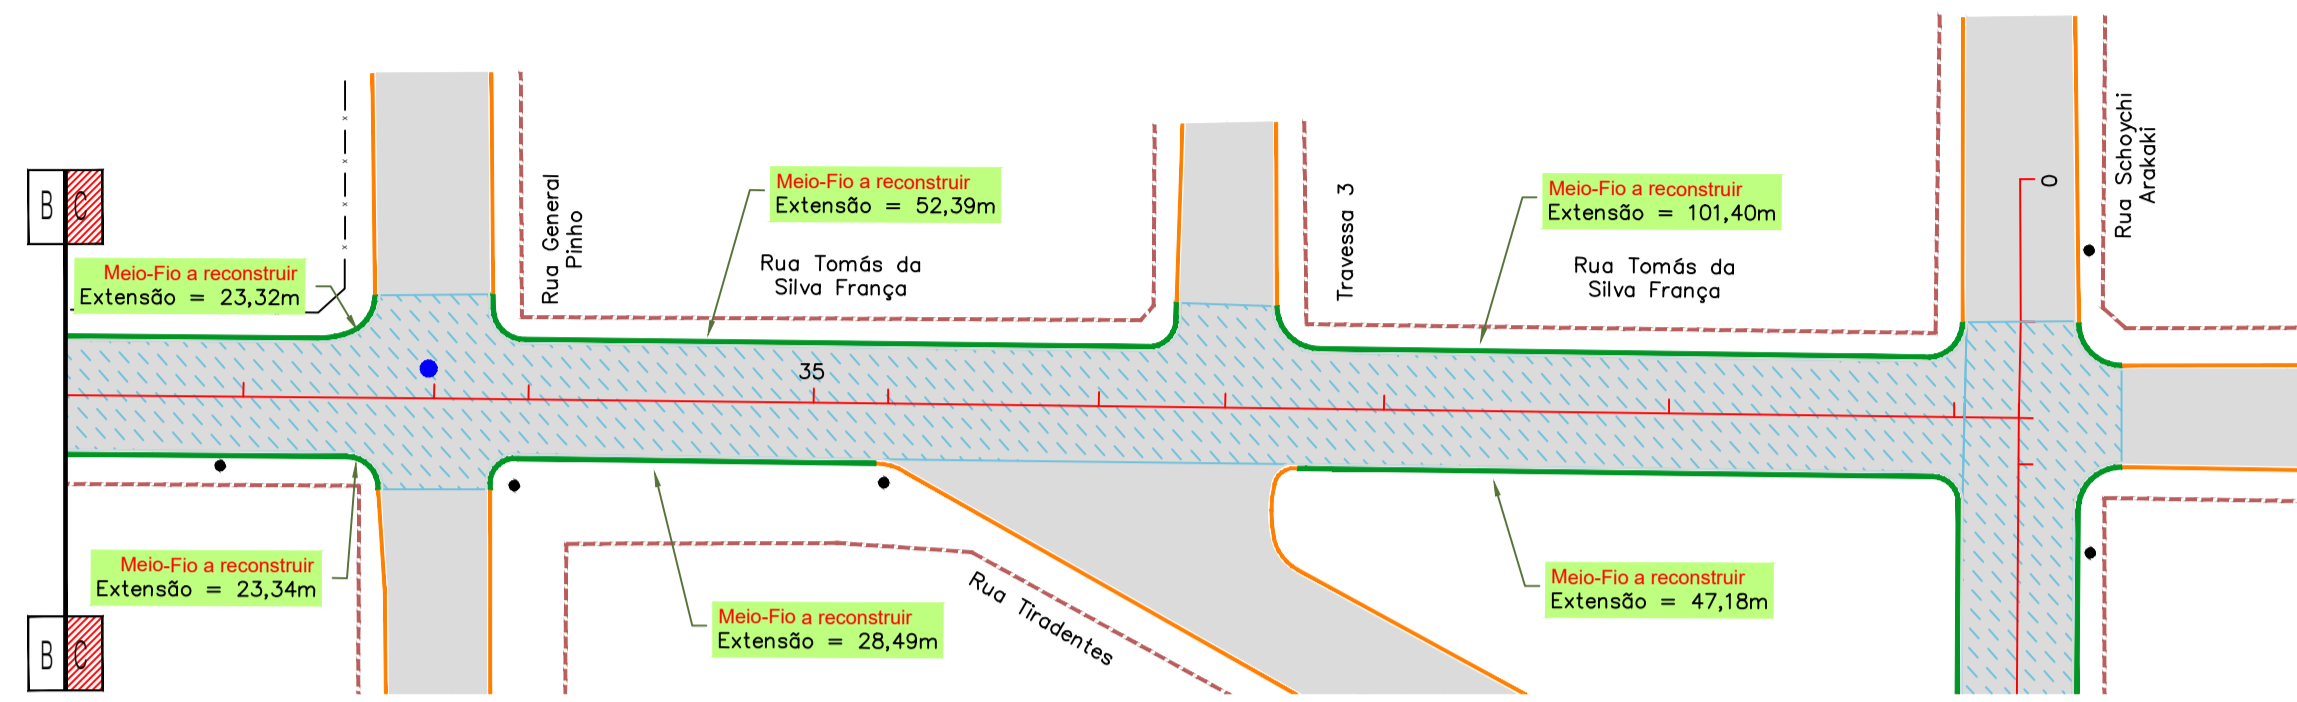 B C
Meio-Fio a reconstruir
Extensão = 23,32m
Rua General
Pinho
Meio-Fio a reconstruir
Extensão = 52,39m
Rua Tomás da
Silva França
Travessa 3
Meio-Fio a reconstruir
Extensão = 101,40m
Rua Tomás da
Silva França
0
Rua Schoychi
Arakaki
35
Meio-Fio a reconstruir
Extensão = 23,34m
B C
Meio-Fio a reconstruir
Extensão = 28,49m
Rua Tiradentes
Meio-Fio a reconstruir
Extensão = 47,18m